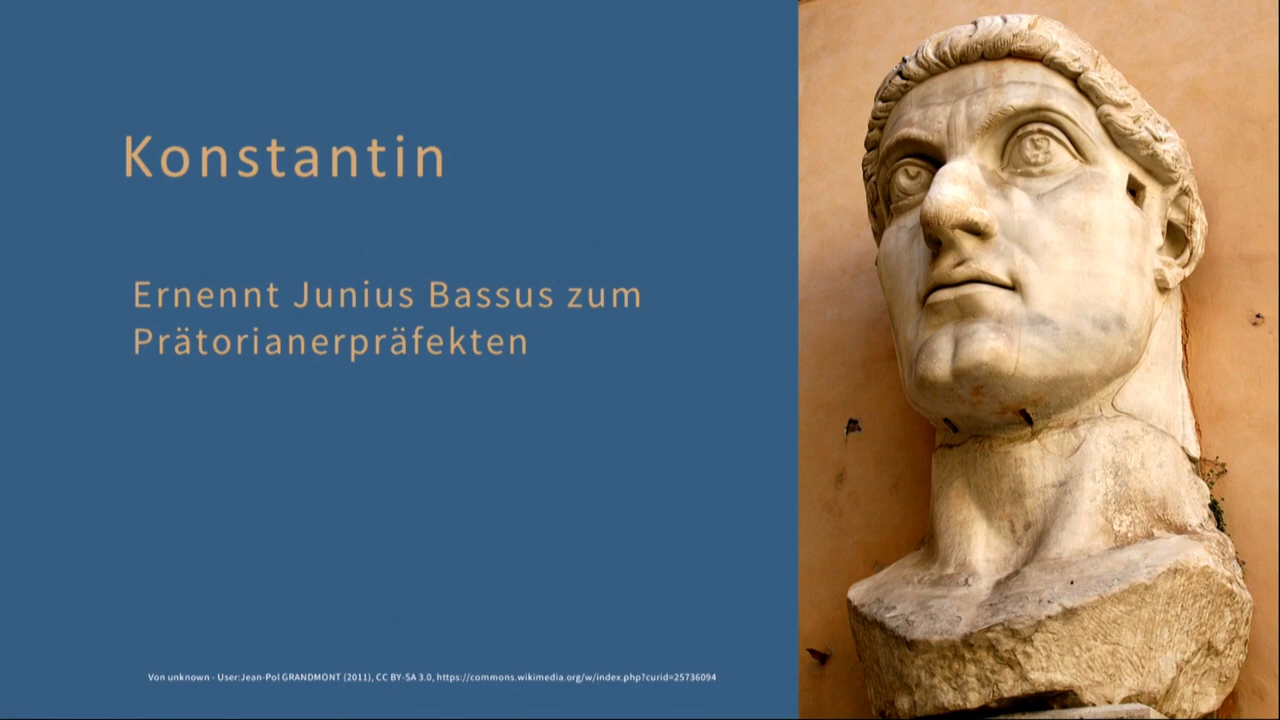 Konstantin
Ernennt Junius Bassus zum
Prätorianerpräfekten
Von unknown - User:Jean-Pol GRANDMONT (2011), CC BY-SA 3.0, https://commons.wikimedia.org/w/index.php?curid=25736094